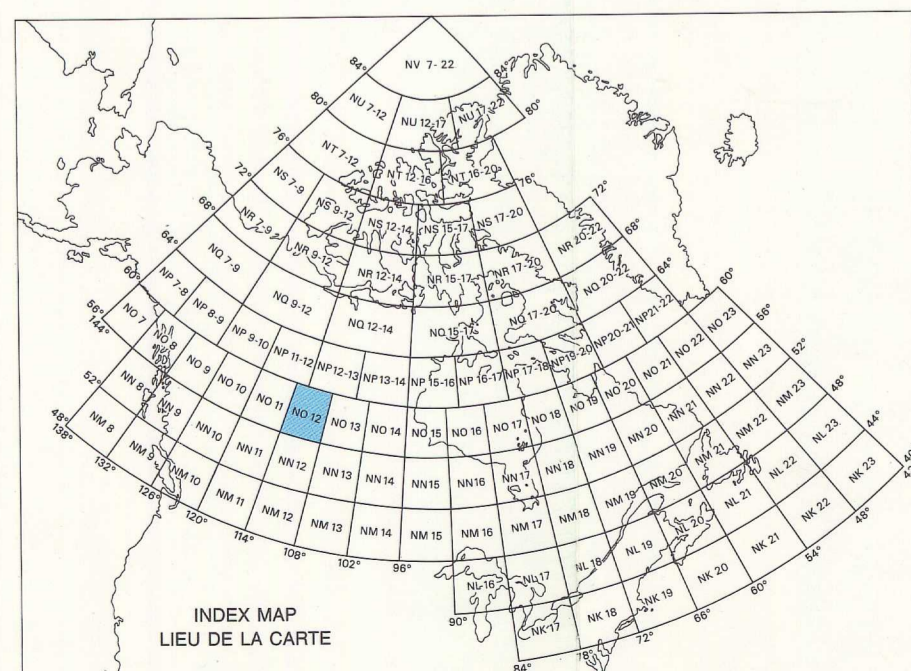 NV 7-22
84°
84°
NU 7-12
NU 12-17
NU 17-22
80°
80°
NT 7-12
NT 12-16
NT 16-20
76°
76°
NS 7-9
NS 9-12
NS 12-14
NS 15-17
NS 17-20
72°
72°
NR 7-9
NR 9-12
NR 12-14
NR 15-17
NR 17-20
NR 20-22
68°
68°
NQ 7-9
NQ 9-12
NQ 12-14
NQ 15-17
NQ 17-20
NQ 20-22
64°
64°
NP 7-8
NP 8-9
NP 9-10
NP 11-12
NP 12-13
NP 13-14
NP 15-16
NP 16-17
NP 17-18
NP 19-20
NP 20-21
NP 21-22
60°
60°
NO 7
NO 8
NO 9
NO 10
NO 11
NO 12
NO 13
NO 14
NO 15
NO 16
NO 17
NO 18
NO 19
NO 20
NO 21
NO 22
NO 23
56°
144°
56°
NN 8
NN 9
NN 10
NN 11
NN 12
NN 13
NN 14
NN 15
NN 16
NN 17
NN 18
NN 19
NN 20
NN 21
NN 22
NN 23
52°
52°
NM 8
NM 9
NM 10
NM 11
NM 12
NM 13
NM 14
NM 15
NM 16
NM 17
NM 18
NM 19
NM 20
NM 21
NM 22
NM 23
48°
48°
NL 16
NL 17
NL 18
NL 19
NL 20
NL 21
NL 22
NL 23
44°
NK 17
NK 18
NK 19
NK 20
NK 21
NK 22
NK 23
138°
132°
126°
120°
114°
108°
102°
96°
90°
84°
78°
72°
66°
60°
54°
48°
INDEX MAP
LIEU DE LA CARTE